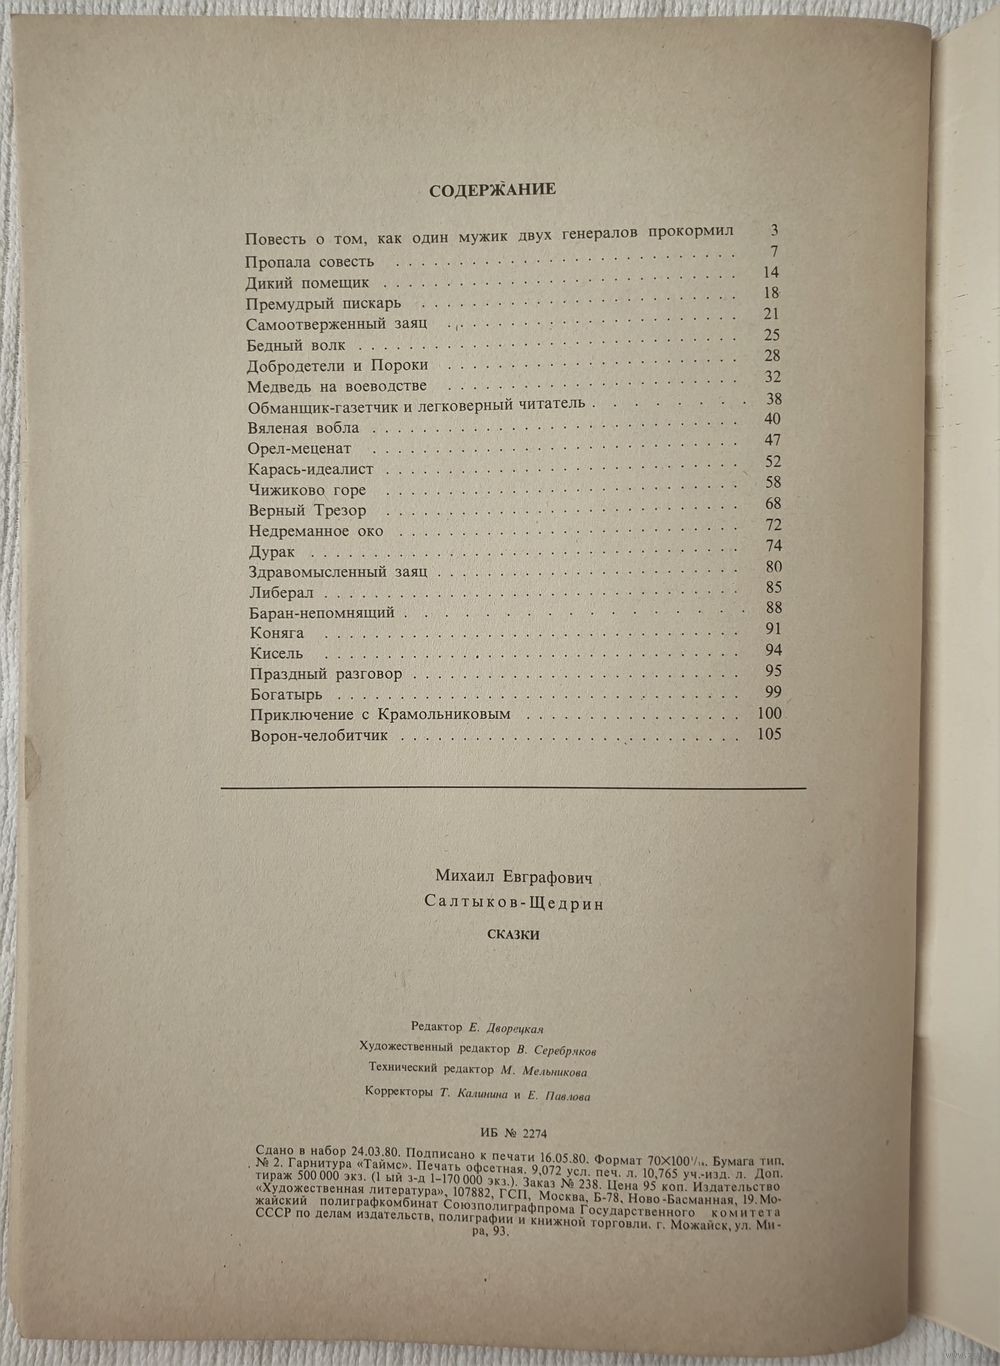 СОДЕРЖАНИЕ
Повесть о том, как один мужик двух генералов прокормил 3
Пропала совесть . . . . . . . . . . . . . . . . . . . . . . . . . . . 7
Дикий помещик . . . . . . . . . . . . . . . . . . . . . . . . . . . 14
Премудрый пискарь . . . . . . . . . . . . . . . . . . . . . . . . . 18
Самоотверженный заяц . . . . . . . . . . . . . . . . . . . . . . . 21
Бедный волк . . . . . . . . . . . . . . . . . . . . . . . . . . . . . 25
Добродетели и Пороки . . . . . . . . . . . . . . . . . . . . . . . 28
Медведь на воеводстве . . . . . . . . . . . . . . . . . . . . . . . 32
Обманщик-газетчик и легковерный читатель . . . . . . . . 38
Вяленая вобла . . . . . . . . . . . . . . . . . . . . . . . . . . . . 40
Орел-меценат . . . . . . . . . . . . . . . . . . . . . . . . . . . . 47
Карась-идеалист . . . . . . . . . . . . . . . . . . . . . . . . . . . 52
Чижиково горе . . . . . . . . . . . . . . . . . . . . . . . . . . . 58
Верный Трезор . . . . . . . . . . . . . . . . . . . . . . . . . . . 68
Недреманное око . . . . . . . . . . . . . . . . . . . . . . . . . . 72
Дурак . . . . . . . . . . . . . . . . . . . . . . . . . . . . . . . . . 74
Здравомысленный заяц . . . . . . . . . . . . . . . . . . . . . . . 80
Либерал . . . . . . . . . . . . . . . . . . . . . . . . . . . . . . . . 85
Баран-непомнящий . . . . . . . . . . . . . . . 88
Коняга . . . . . . . . . . . . . . . . . . . . . . . . . . . . . . . . 91
Кисель . . . . . . . . . . . . . . . . . . . . . . . . . . . . . . . . 94
Праздный разговор . . . . . . . . . . . . . . . . . . . . . . . . . 95
Богатырь . . . . . . . . . . . . . . . . . . . . . . . . . . . . . . . 99
Приключение с Крамольниковым . . . . . . . . . . . . . . . . 100
Ворон-челобитчик . . . . . . . . . . . . . . . . . . . . . . . . . . 105
Михаил Евграфович
Салтыков-Щедрин
СКАЗКИ
Редактор Е. Дворецкая
Художественный редактор В. Серебряков
Технический редактор М. Мельникова
Корректоры Т. Калинина и Е. Павлова
ИБ № 2274
Сдано в набор 24.03.80. Подписано к печати 16.05.80. Формат 70×100¹/₁₆. Бумага тип.
№ 2. Гарнитура «Таймс». Печать офсетная. 9,072 усл. печ. л. 10,765 уч.-изд. л. Доп.
тираж 500 000 экз. (1 ый з-д 1-170 000 экз.). Заказ № 238. Цена 95 коп. Издательство
«Художественная литература», 107882, ГСП, Москва, Б-78, Ново-Басманная, 19. Мо-
жайский полиграфкомбинат Союзполиграфпрома Государственного комитета
СССР по делам издательств, полиграфии и книжной торговли. г. Можайск, ул. Ми-
ра, 93.